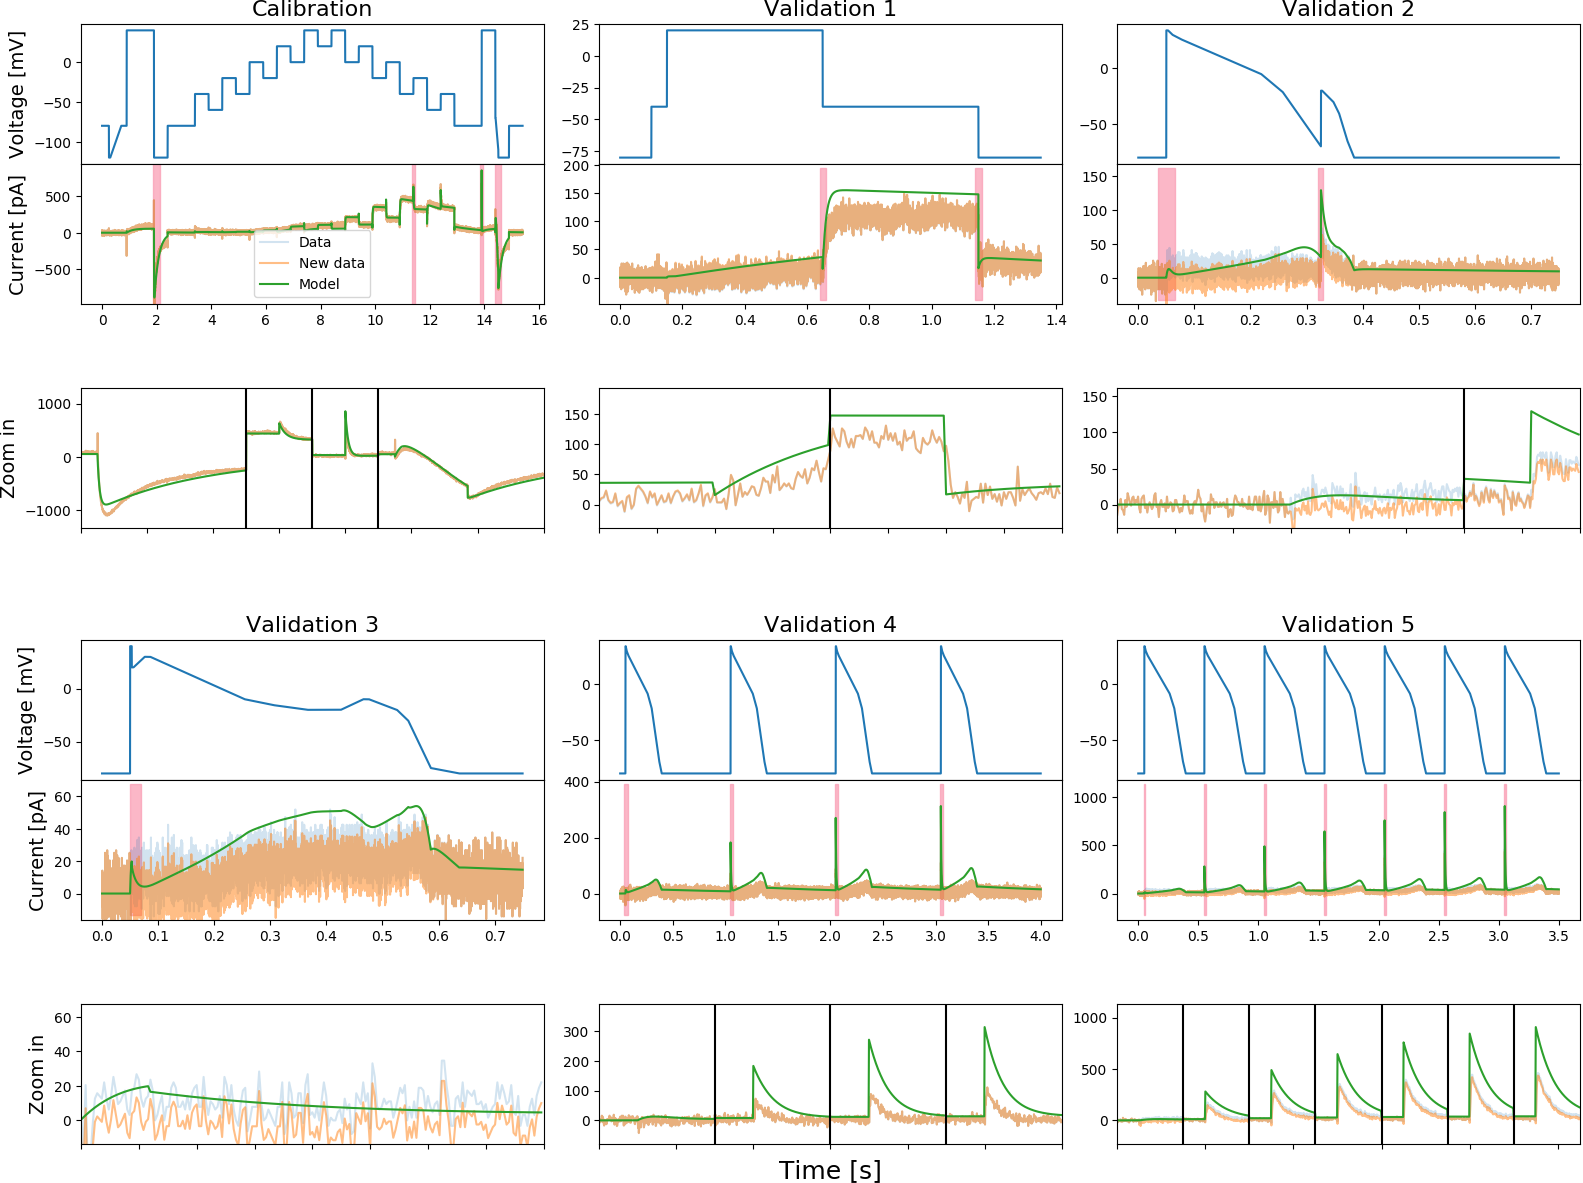 Calibration
Validation 1
Validation 2
Voltage [mV]
0
−50
−100
25
0
−25
−50
−75
0
−50
Current [pA]
500
0
−500
Data
New data
Model
200
150
100
50
0
150
100
50
0
0 2 4 6 8 10 12 14 16
0.0 0.2 0.4 0.6 0.8 1.0 1.2 1.4
0.0 0.1 0.2 0.3 0.4 0.5 0.6 0.7
Zoom in
1000
0
−1000
150
100
50
0
150
100
50
0
Validation 3
Validation 4
Validation 5
Voltage [mV]
0
−50
0
−50
0
−50
Current [pA]
60
40
20
0
400
200
0
1000
500
0
0.0 0.1 0.2 0.3 0.4 0.5 0.6 0.7
0.0 0.5 1.0 1.5 2.0 2.5 3.0 3.5 4.0
0.0 0.5 1.0 1.5 2.0 2.5 3.0 3.5
Zoom in
60
40
20
0
300
200
100
0
1000
500
0
Time [s]